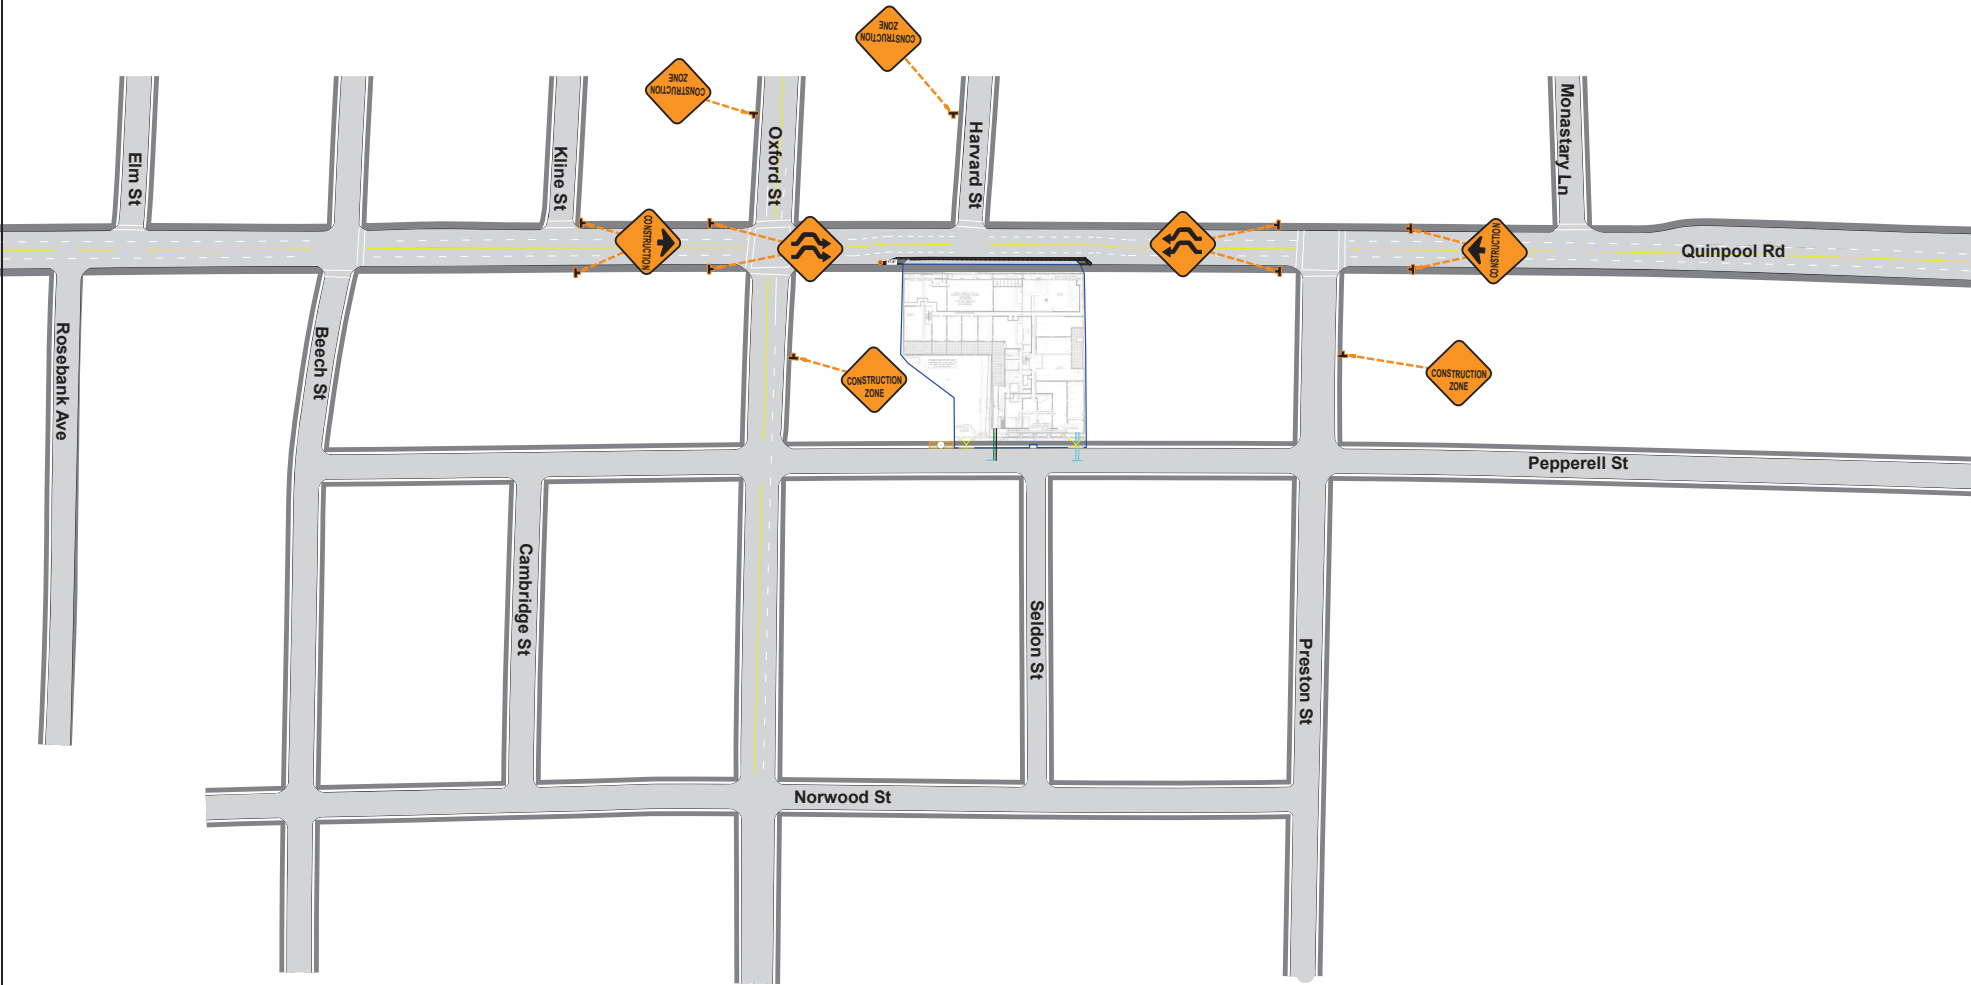 CONSTRUCTION
ZONE
CONSTRUCTION
ZONE
Elm St
Kline St
Oxford St
Harvard St
Monastary Ln
CONSTRUCTION
CONSTRUCTION
Quinpool Rd
Rosebank Ave
Beech St
CONSTRUCTION
ZONE
CONSTRUCTION
ZONE
Pepperell St
Cambridge St
Seldon St
Preston St
Norwood St